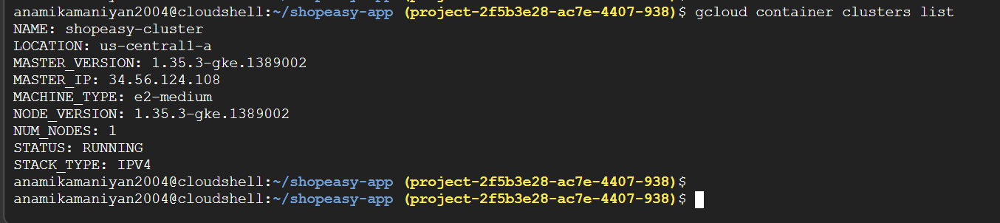 anamikamaniyan2004@cloudshell:~/shopeasy-app (project-2f5b3e28-ac7e-4407-938)$ gcloud container clusters list
NAME: shopeasy-cluster
LOCATION: us-central1-a
MASTER_VERSION: 1.35.3-gke.1389002
MASTER_IP: 34.56.124.108
MACHINE_TYPE: e2-medium
NODE_VERSION: 1.35.3-gke.1389002
NUM_NODES: 1
STATUS: RUNNING
STACK_TYPE: IPV4
anamikamaniyan2004@cloudshell:~/shopeasy-app (project-2f5b3e28-ac7e-4407-938)$
anamikamaniyan2004@cloudshell:~/shopeasy-app (project-2f5b3e28-ac7e-4407-938)$